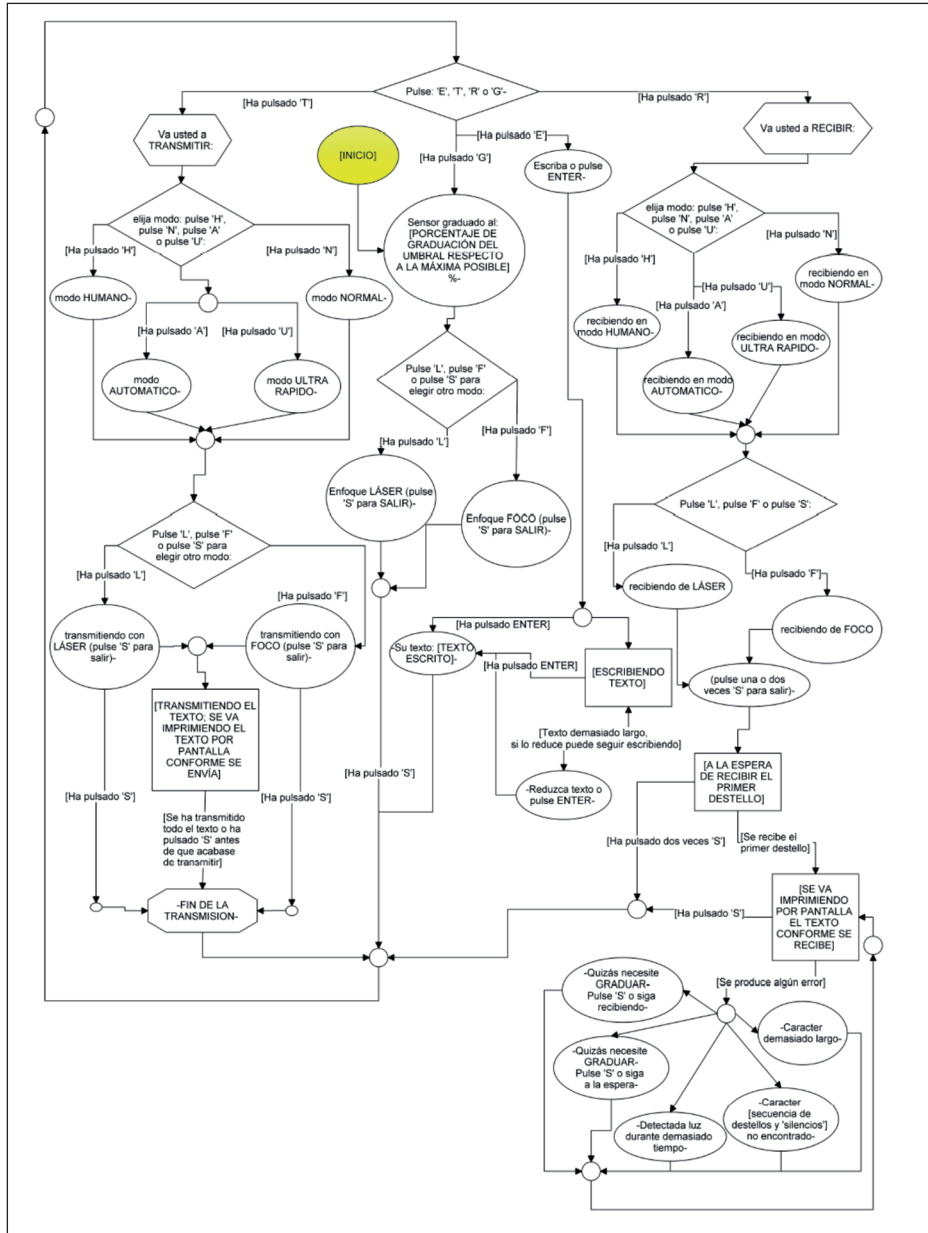 Pulse: 'E', 'T', 'R' o 'G'-
[Ha pulsado 'T']
[Ha pulsado 'R']
Va usted a
TRANSMITIR:
[INICIO]
[Ha pulsado 'G']
[Ha pulsado 'E']
Escriba o pulse
ENTER-
Va usted a RECIBIR:
elija modo: pulse 'H',
pulse 'N', pulse 'A'
o pulse 'U':
[Ha pulsado 'H']
[Ha pulsado 'N']
modo HUMANO-
modo NORMAL-
[Ha pulsado 'A']
[Ha pulsado 'U']
modo
AUTOMATICO-
modo ULTRA
RAPIDO-
Sensor graduado al:
[PORCENTAJE DE
GRADUACIÓN DEL
UMBRAL RESPECTO
A LA MÁXIMA POSIBLE]
%-
Pulse 'L', pulse 'F'
o pulse 'S' para
elegir otro modo:
[Ha pulsado 'L']
[Ha pulsado 'F']
Enfoque LÁSER (pulse
'S' para SALIR)-
Enfoque FOCO (pulse
'S' para SALIR)-
elija modo: pulse 'H',
pulse 'N', pulse 'A'
o pulse 'U':
[Ha pulsado 'H']
[Ha pulsado 'N']
recibiendo en
modo NORMAL-
[Ha pulsado 'U']
[Ha pulsado 'A']
recibiendo en
modo HUMANO-
recibiendo en modo
ULTRA RAPIDO-
recibiendo en modo
AUTOMATICO-
Pulse 'L', pulse 'F'
o pulse 'S' para
elegir otro modo:
[Ha pulsado 'L']
[Ha pulsado 'F']
transmitiendo con
LÁSER (pulse 'S' para
salir)-
transmitiendo con
FOCO (pulse 'S' para
salir)-
[TRANSMITIENDO EL
TEXTO; SE VA
IMPRIMIENDO EL
TEXTO POR
PANTALLA
CONFORME SE
ENVÍA]
[Ha pulsado 'S']
[Ha pulsado 'S']
[Se ha transmitido
todo el texto o ha
pulsado 'S' antes
de que acabase
de transmitir]
-FIN DE LA
TRANSMISION-
[Ha pulsado ENTER]
-Su texto: [TEXTO
ESCRITO]-
[Ha pulsado ENTER]
[ESCRIBIENDO
TEXTO]
[Texto demasiado largo,
si lo reduce puede seguir escribiendo]
-Reduzca texto o
pulse ENTER-
[Ha pulsado 'S']
Pulse 'L', pulse 'F' o pulse 'S':
[Ha pulsado 'L']
[Ha pulsado 'F']
recibiendo de LÁSER
recibiendo de FOCO
(pulse una o dos
veces 'S' para salir)-
[A LA ESPERA
DE RECIBIR EL
PRIMER
DESTELLO]
[Ha pulsado dos veces 'S']
[Se recibe el
primer destello]
[SE VA
IMPRIMIENDO
POR PANTALLA
EL TEXTO
CONFORME SE
RECIBE]
[Ha pulsado 'S']
[Se produce algún error]
-Quizás necesite
GRADUAR-
Pulse 'S' o siga
recibiendo-
-Caracter
demasiado largo-
-Quizás necesite
GRADUAR-
Pulse 'S' o siga
a la espera-
-Detectada luz
durante demasiado
tiempo-
-Caracter
[secuencia de
destellos y 'silencios']
no encontrado-